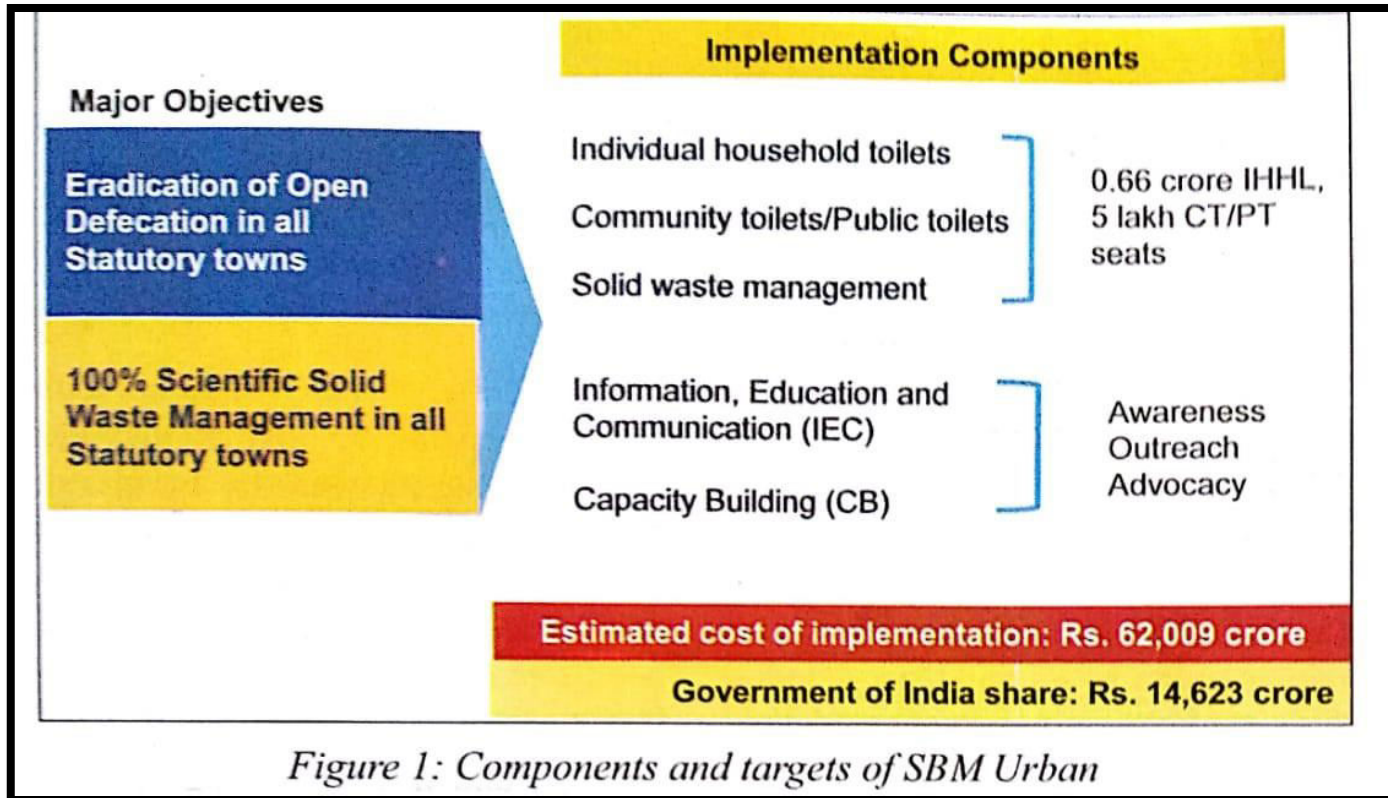 Implementation Components
Major Objectives
Eradication of Open
Defecation in all
Statutory towns
100% Scientific Solid
Waste Management in all
Statutory towns
Individual household toilets
Community toilets/Public toilets
Solid waste management
0.66 crore IHHL,
5 lakh CT/PT
seats
Information, Education and
Communication (IEC)
Capacity Building (CB)
Awareness
Outreach
Advocacy
Estimated cost of implementation: Rs. 62,009 crore
Government of India share: Rs. 14,623 crore
Figure 1: Components and targets of SBM Urban